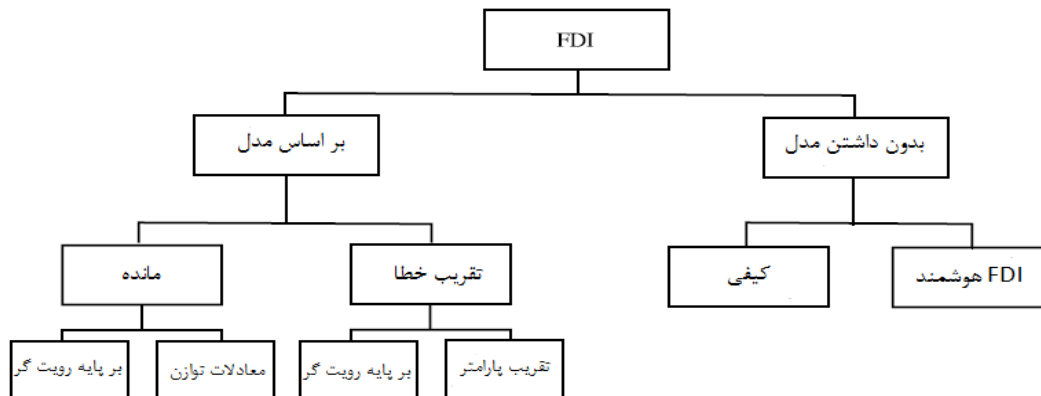 FDI
بدون داشتن مدل
بر اساس مدل
FDI هوشمند
کیفی
تقریب خطا
مانده
تقریب پارامتر
بر پایه رویت گر
معادلات توازن
بر پایه رویت گر